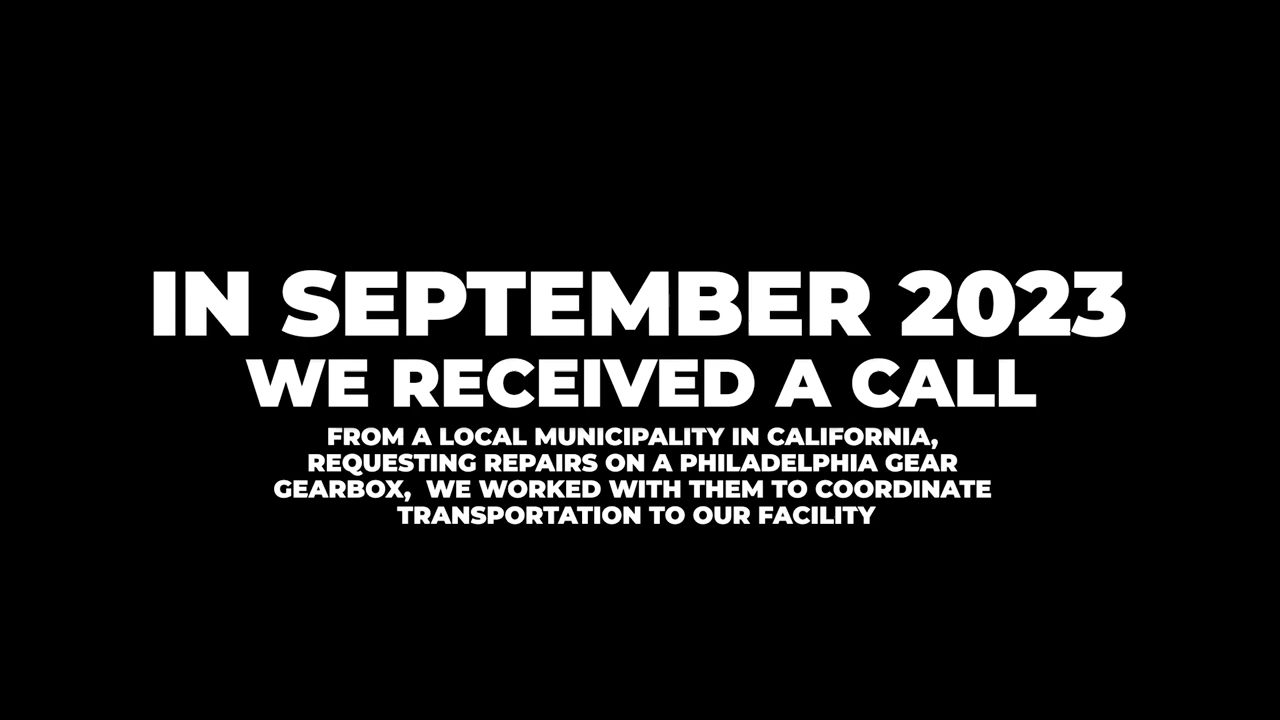 IN SEPTEMBER 2023
WE RECEIVED A CALL
FROM A LOCAL MUNICIPALITY IN CALIFORNIA,
REQUESTING REPAIRS ON A PHILADELPHIA GEAR
GEARBOX,  WE WORKED WITH THEM TO COORDINATE
TRANSPORTATION TO OUR FACILITY